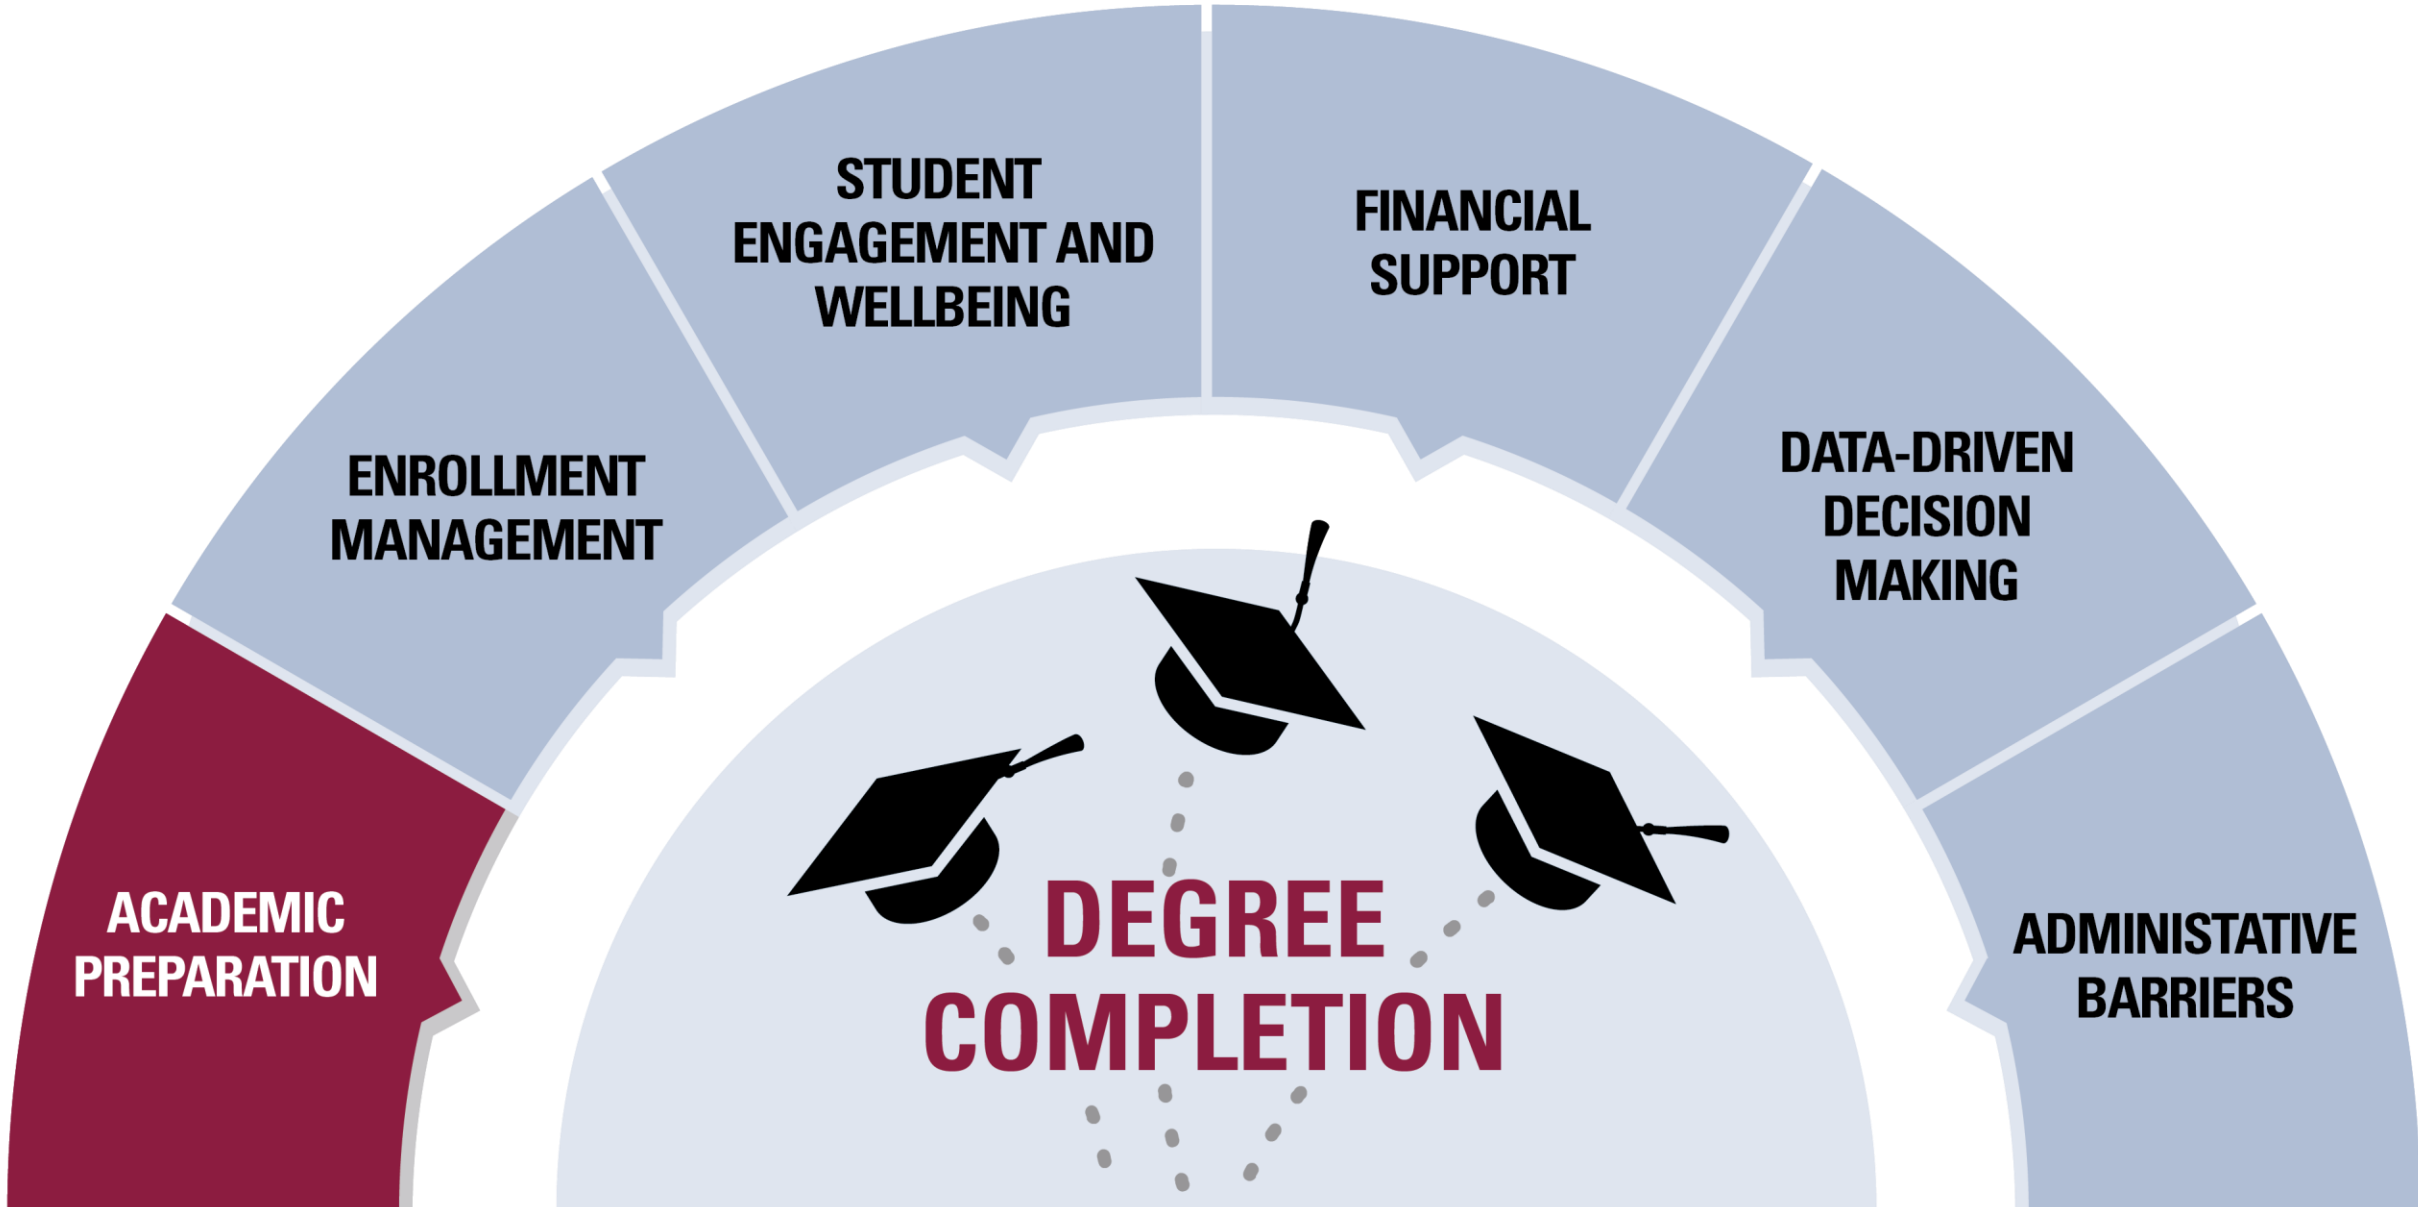 ACADEMIC
PREPARATION
ENROLLMENT
MANAGEMENT
STUDENT
ENGAGEMENT AND
WELLBEING
FINANCIAL
SUPPORT
DATA-DRIVEN
DECISION
MAKING
ADMINISTATIVE
BARRIERS
DEGREE
COMPLETION